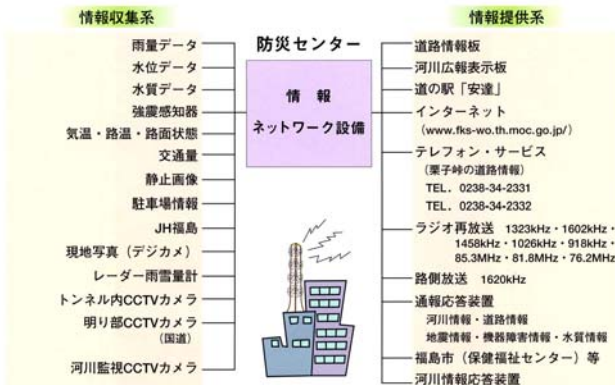 情報収集系
雨量データ
水位データ
水質データ
強震感知器
気温・路温・路面状態
交通量
静止画像
駐車場情報
JH福島
現地写真（デジカメ）
レーダー雨雪量計
トンネル内CCTVカメラ
明り部CCTVカメラ
（国道）
河川監視CCTVカメラ
防災センター
情　報
ネットワーク設備
情報提供系
道路情報板
河川広報表示板
道の駅「安達」
インターネット
（www.fks-wo.th.moc.go.jp/）
テレフォン・サービス
（栗子峠の道路情報）
TEL．0238-34-2331
TEL．0238-34-2332
ラジオ再放送　1323kHz・1602kHz・
1458kHz・1026kHz・918kHz・
85.3MHz・81.8MHz・76.2MHz
路側放送　1620kHz
通報応答装置
河川情報・道路情報
地震情報・機器障害情報・水質情報
福島市（保健福祉センター）等
河川情報応答装置